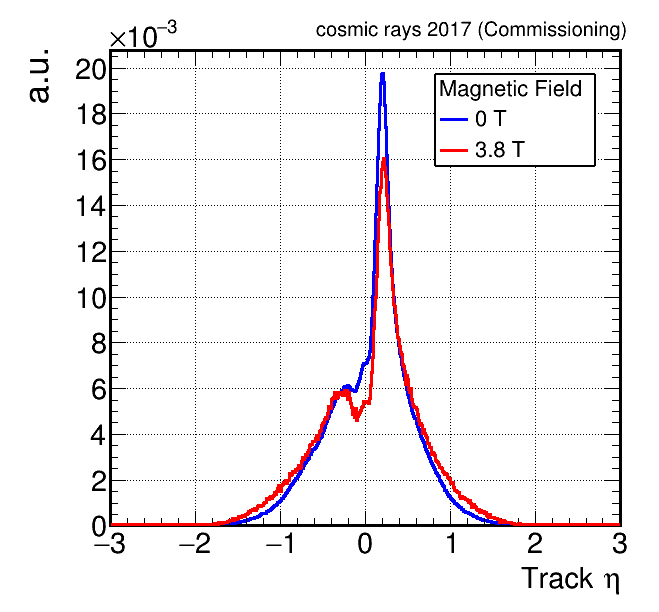 cosmic rays 2017 (Commissioning)
×10⁻³
a.u.
Magnetic Field
0 T
3.8 T
20
18
16
14
12
10
8
6
4
2
0
−3 −2 −1 0 1 2 3
Track η